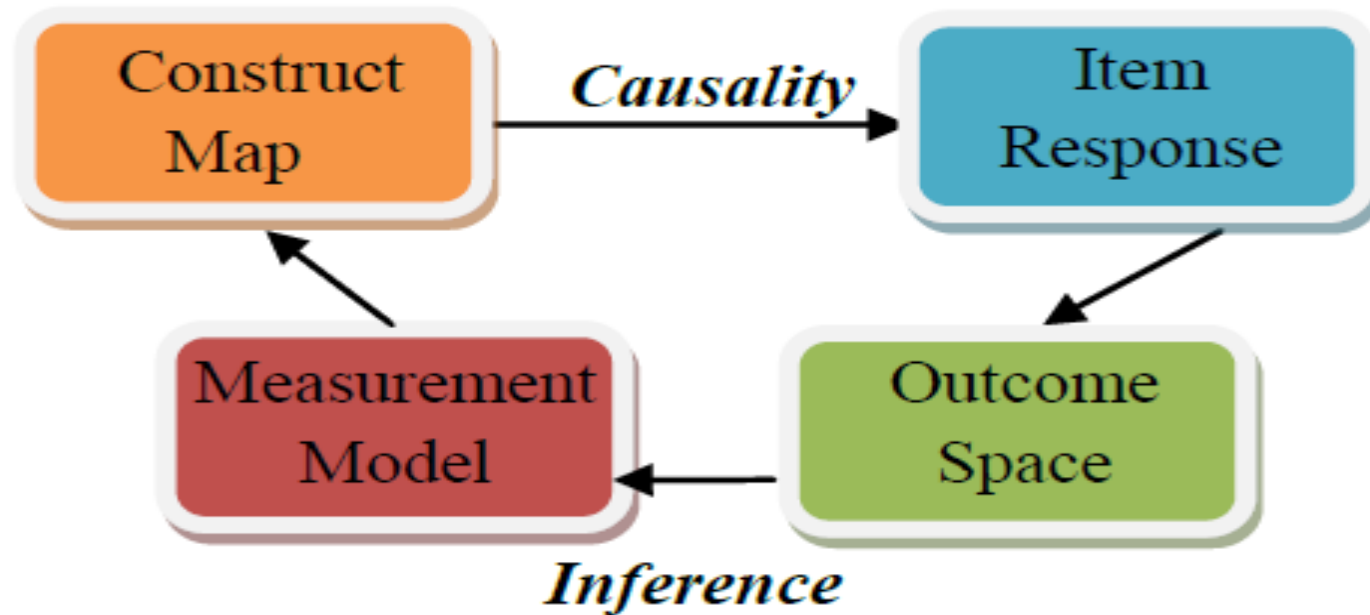 Construct
Map
Causality
Item
Response
Measurement
Model
Outcome
Space
Inference